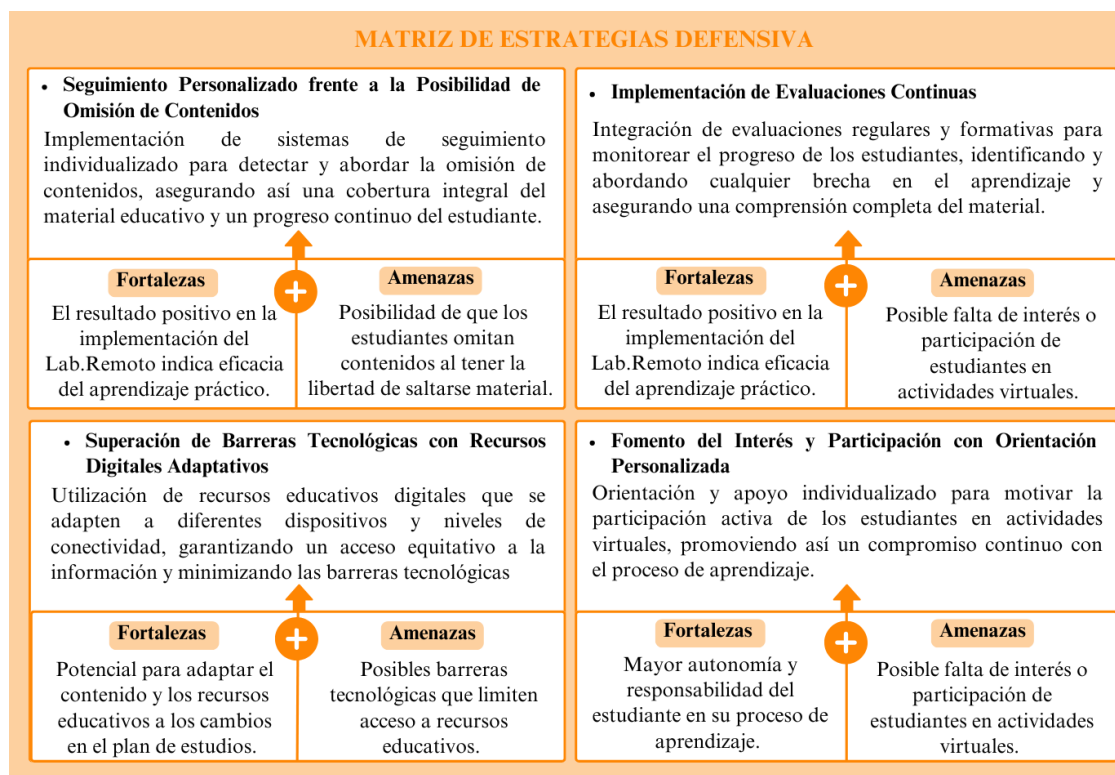 MATRIZ DE ESTRATEGIAS DEFENSIVA
• Seguimiento Personalizado frente a la Posibilidad de
Omisión de Contenidos
Implementación de sistemas de seguimiento
individualizado para detectar y abordar la omisión de
contenidos, asegurando así una cobertura integral del
material educativo y un progreso continuo del estudiante.
Fortalezas
El resultado positivo en la
implementación del
Lab.Remoto indica eficacia
del aprendizaje práctico.
Amenazas
Posibilidad de que los
estudiantes omitan
contenidos al tener la
libertad de saltarse material.
• Implementación de Evaluaciones Continuas
Integración de evaluaciones regulares y formativas para
monitorear el progreso de los estudiantes, identificando y
abordando cualquier brecha en el aprendizaje y
asegurando una comprensión completa del material.
Fortalezas
El resultado positivo en la
implementación del
Lab.Remoto indica eficacia
del aprendizaje práctico.
Amenazas
Posible falta de interés o
participación de
estudiantes en
actividades virtuales.
• Superación de Barreras Tecnológicas con Recursos
Digitales Adaptativos
Utilización de recursos educativos digitales que se
adapten a diferentes dispositivos y niveles de
conectividad, garantizando un acceso equitativo a la
información y minimizando las barreras tecnológicas
Fortalezas
Potencial para adaptar el
contenido y los recursos
educativos a los cambios
en el plan de estudios.
Amenazas
Posibles barreras
tecnológicas que limiten
acceso a recursos
educativos.
• Fomento del Interés y Participación con Orientación
Personalizada
Orientación y apoyo individualizado para motivar la
participación activa de los estudiantes en actividades
virtuales, promoviendo así un compromiso continuo con
el proceso de aprendizaje.
Fortalezas
Mayor autonomía y
responsabilidad del
estudiante en su proceso de
aprendizaje.
Amenazas
Posible falta de interés o
participación de
estudiantes en actividades
virtuales.